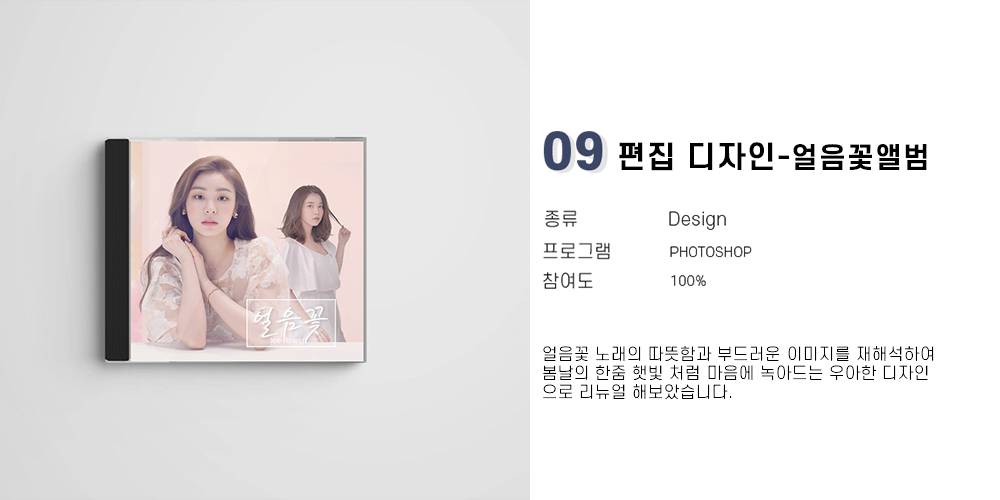 얼음꽃
09 편집 디자인-얼음꽃앨범
종류 Design
프로그램 PHOTOSHOP
참여도 100%
얼음꽃 노래의 따뜻함과 부드러운 이미지를 재해석하여
봄날의 한줌 햇빛 처럼 마음에 녹아드는 우아한 디자인
으로 리뉴얼 해보았습니다.